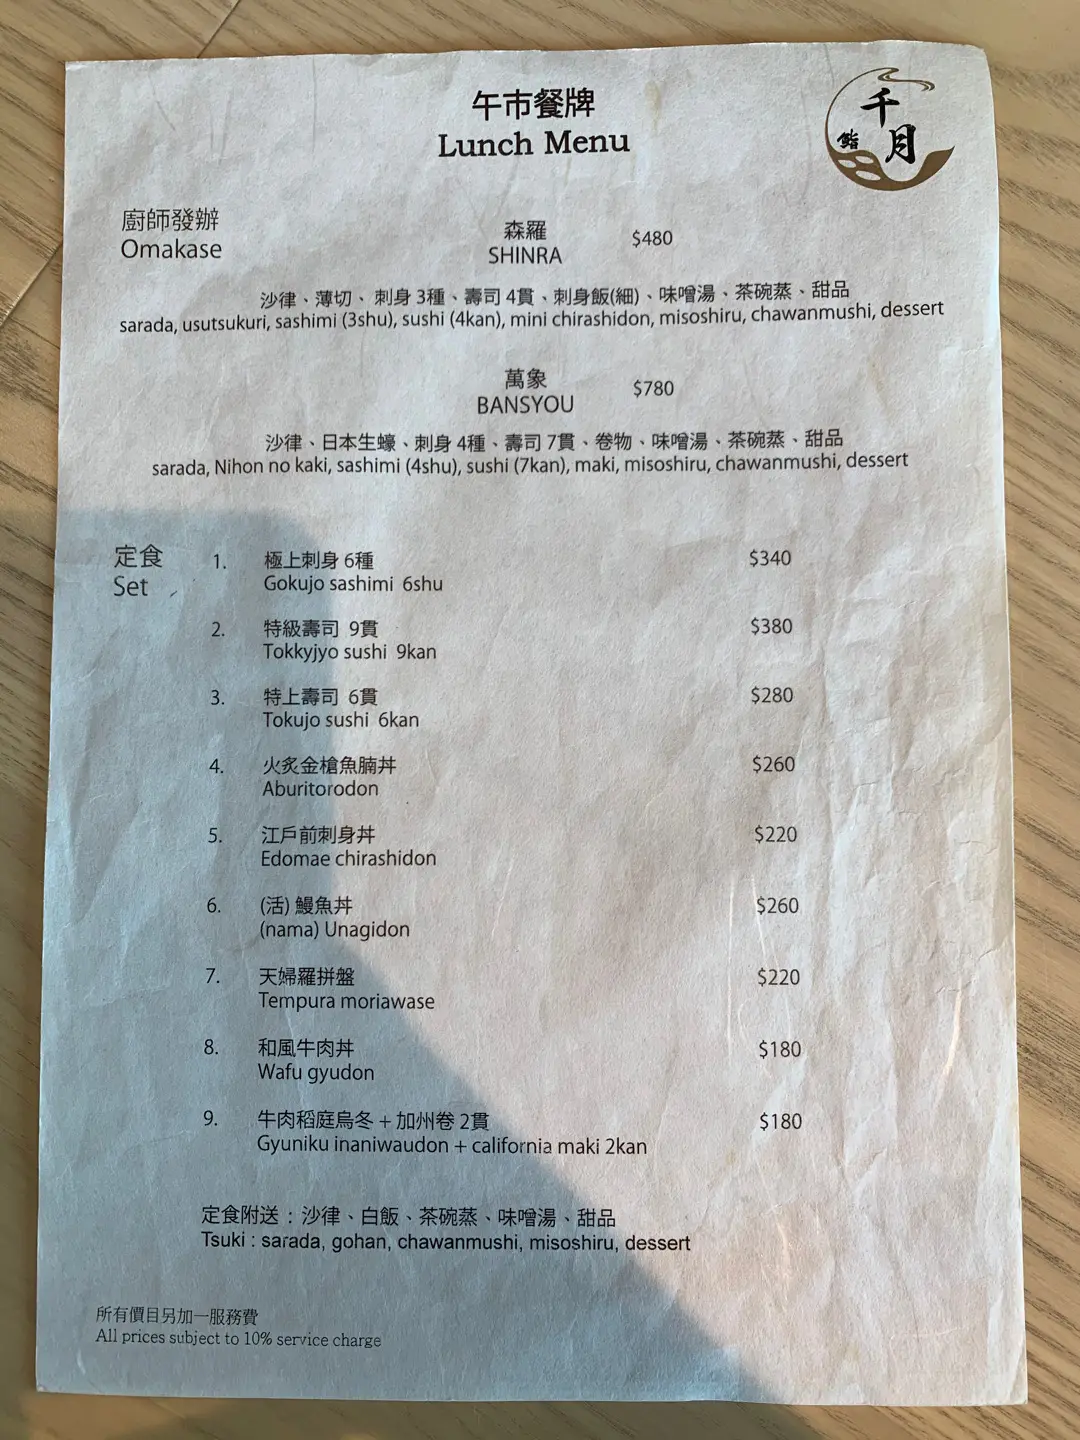 午市餐牌
Lunch Menu
千月
鮨
廚師發辦
Omakase
森羅
SHINRA
$480
沙律、薄切、刺身 3種、壽司 4貫、刺身飯(細)、味噌湯、茶碗蒸、甜品
sarada, usutsukuri, sashimi (3shu), sushi (4kan), mini chirashidon, misoshiru, chawanmushi, dessert
萬象
BANSYOU
$780
沙律、日本生蠔、刺身 4種、壽司 7貫、卷物、味噌湯、茶碗蒸、甜品
sarada, Nihon no kaki, sashimi (4shu), sushi (7kan), maki, misoshiru, chawanmushi, dessert
定食
Set
1. 極上刺身 6種 $340
Gokujo sashimi 6shu
2. 特級壽司 9貫 $380
Tokkyjyo sushi 9kan
3. 特上壽司 6貫 $280
Tokujo sushi 6kan
4. 火炙金槍魚腩丼 $260
Aburitorodon
5. 江戶前刺身丼 $220
Edomae chirashidon
6. (活) 鰻魚丼 $260
(nama) Unagidon
7. 天婦羅拼盤 $220
Tempura moriawase
8. 和風牛肉丼 $180
Wafu gyudon
9. 牛肉稻庭烏冬 + 加州卷 2貫 $180
Gyuniku inaniwaudon + california maki 2kan
定食附送 : 沙律、白飯、茶碗蒸、味噌湯、甜品
Tsuki : sarada, gohan, chawanmushi, misoshiru, dessert
所有價目另加一服務費
All prices subject to 10% service charge